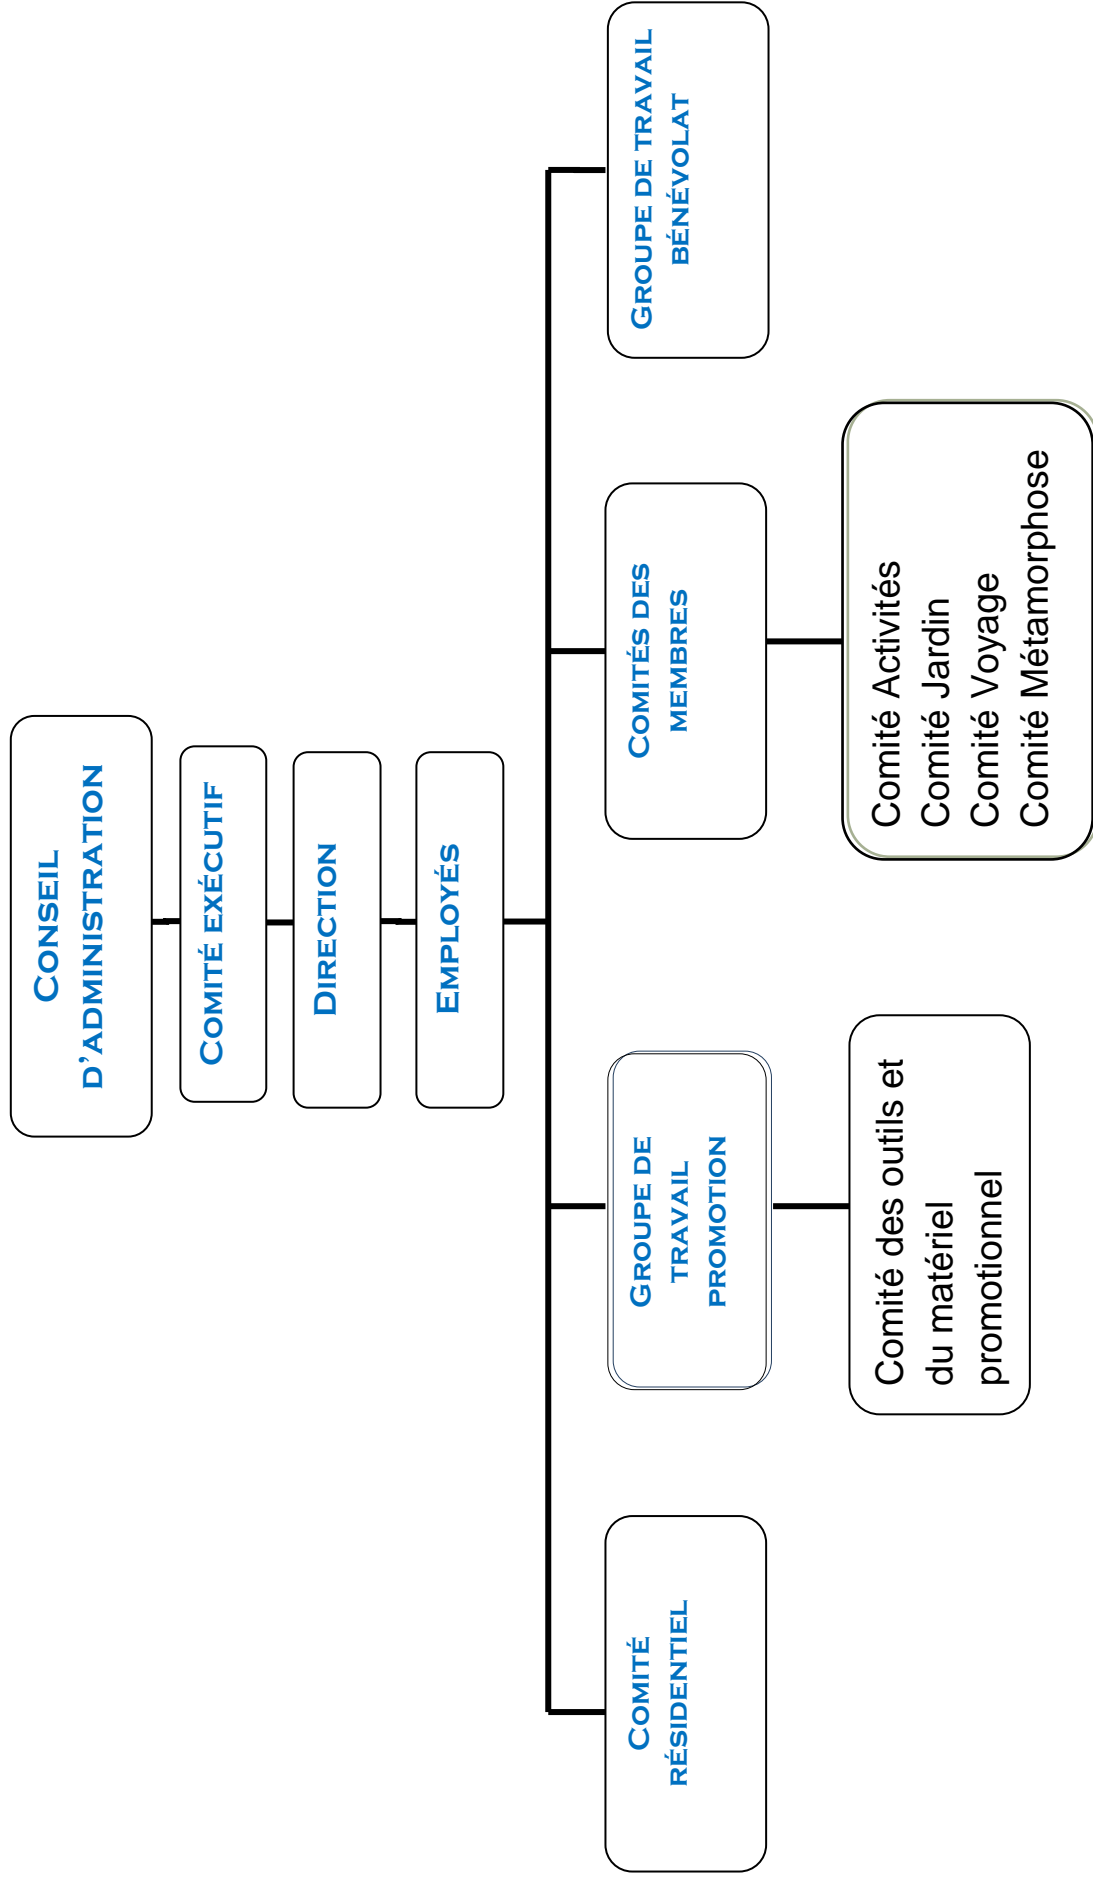 Conseil
d'administration
Comité exécutif
Direction
Employés
Comité
résidentiel
Groupe de
travail
promotion
Comités des
membres
Groupe de travail
bénévolat
Comité des outils et
du matériel
promotionnel
Comité Activités
Comité Jardin
Comité Voyage
Comité Métamorphose